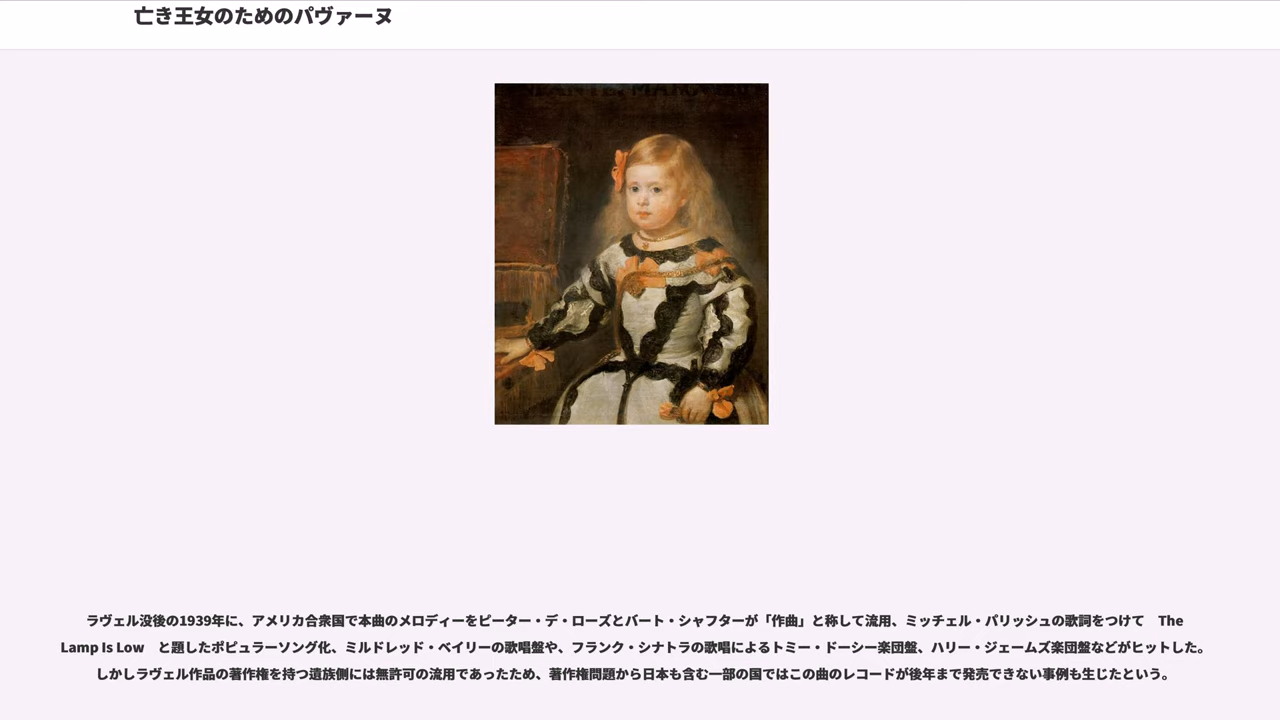 亡き王女のためのパヴァーヌ
ラヴェル没後の1939年に、アメリカ合衆国で本曲のメロディーをピーター・デ・ローズとバート・シャフターが「作曲」と称して流用、ミッチェル・パリッシュの歌詞をつけて　The
Lamp Is Low　と題したポピュラーソング化、ミルドレッド・ベイリーの歌唱盤や、フランク・シナトラの歌唱によるトミー・ドーシー楽団盤、ハリー・ジェームズ楽団盤などがヒットした。
しかしラヴェル作品の著作権を持つ遺族側には無許可の流用であったため、著作権問題から日本も含む一部の国ではこの曲のレコードが後年まで発売できない事例も生じたという。